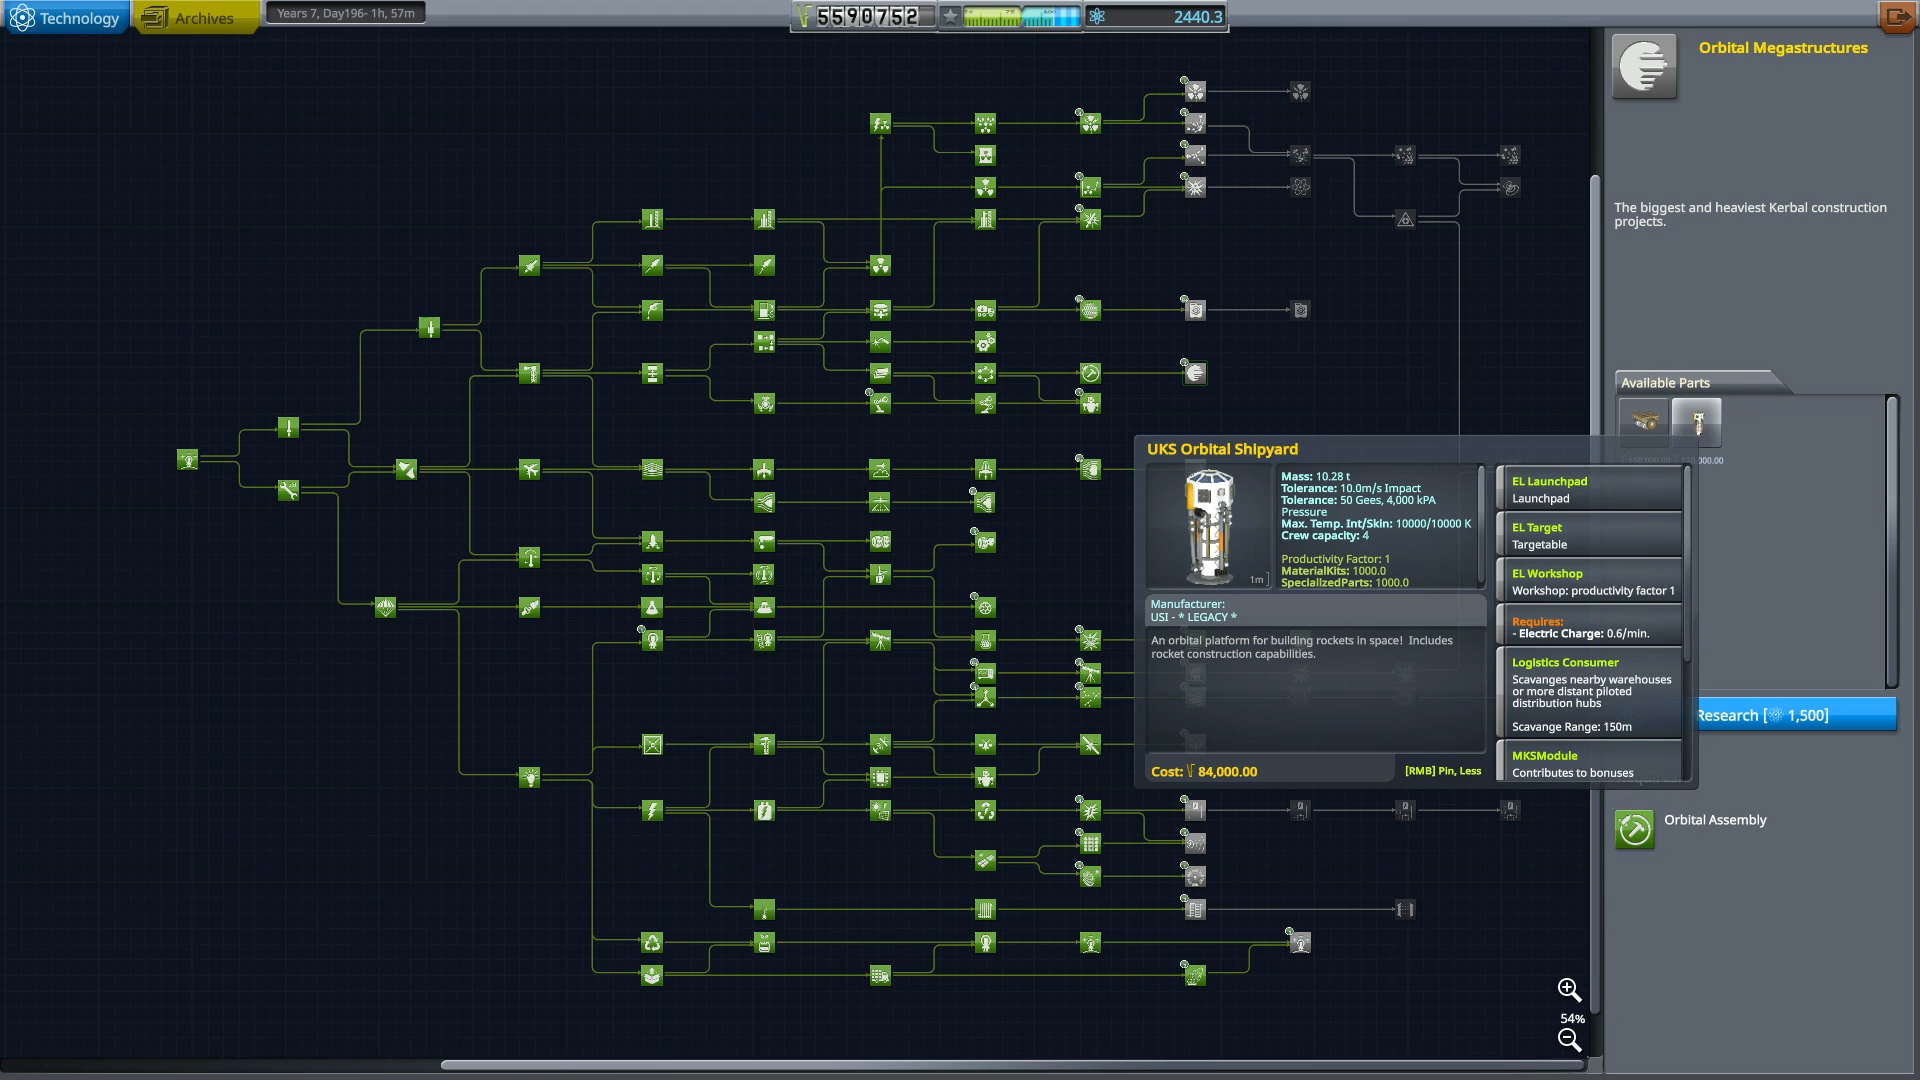 Technology
Archives
Years 7, Day196- 1h, 57m
5590752
2440.3
Orbital Megastructures
The biggest and heaviest Kerbal construction
projects.
Available Parts
000.00
UKS Orbital Shipyard
1m
Mass: 10.28 t
Tolerance: 10.0m/s Impact
Tolerance: 50 Gees, 4,000 kPA
Pressure
Max. Temp. Int/Skin: 10000/10000 K
Crew capacity: 4
Productivity Factor: 1
MaterialKits: 1000.0
SpecializedParts: 1000.0
Manufacturer:
USI - * LEGACY *
An orbital platform for building rockets in space! Includes
rocket construction capabilities.
Cost: 84,000.00
[RMB] Pin, Less
EL Launchpad
Launchpad
EL Target
Targetable
EL Workshop
Workshop: productivity factor 1
Requires:
- Electric Charge: 0.6/min.
Logistics Consumer
Scavanges nearby warehouses
or more distant piloted
distribution hubs
Scavange Range: 150m
MKSModule
Contributes to bonuses
Research [ 1,500]
Orbital Assembly
54%